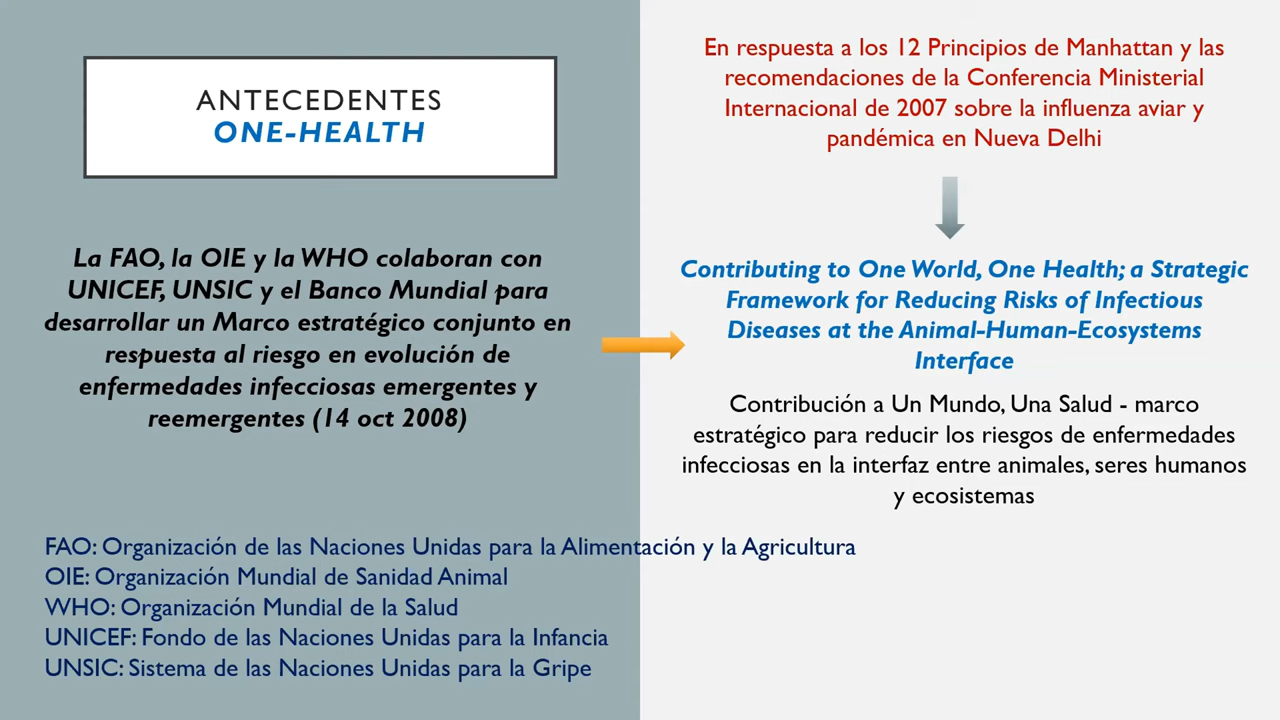 ANTECEDENTES
ONE-HEALTH
La FAO, la OIE y la WHO colaboran con
UNICEF, UNSIC y el Banco Mundial para
desarrollar un Marco estratégico conjunto en
respuesta al riesgo en evolución de
enfermedades infecciosas emergentes y
reemergentes (14 oct 2008)
En respuesta a los 12 Principios de Manhattan y las
recomendaciones de la Conferencia Ministerial
Internacional de 2007 sobre la influenza aviar y
pandémica en Nueva Delhi
Contributing to One World, One Health; a Strategic
Framework for Reducing Risks of Infectious
Diseases at the Animal-Human-Ecosystems
Interface
Contribución a Un Mundo, Una Salud - marco
estratégico para reducir los riesgos de enfermedades
infecciosas en la interfaz entre animales, seres humanos
y ecosistemas
FAO: Organización de las Naciones Unidas para la Alimentación y la Agricultura
OIE: Organización Mundial de Sanidad Animal
WHO: Organización Mundial de la Salud
UNICEF: Fondo de las Naciones Unidas para la Infancia
UNSIC: Sistema de las Naciones Unidas para la Gripe